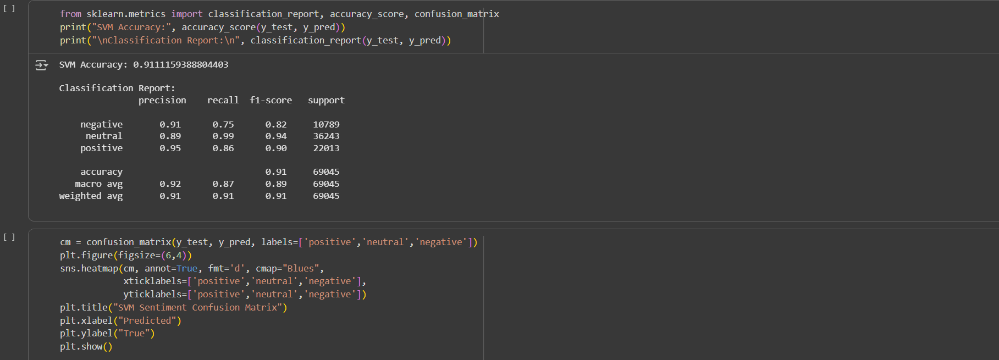 [ ]
from sklearn.metrics import classification_report, accuracy_score, confusion_matrix
print("SVM Accuracy:", accuracy_score(y_test, y_pred))
print("\nClassification Report:\n", classification_report(y_test, y_pred))
SVM Accuracy: 0.9111159388804403
Classification Report:
precision recall f1-score support
negative 0.91 0.75 0.82 10789
neutral 0.89 0.99 0.94 36243
positive 0.95 0.86 0.90 22013
accuracy 0.91 69045
macro avg 0.92 0.87 0.89 69045
weighted avg 0.91 0.91 0.91 69045
[ ]
cm = confusion_matrix(y_test, y_pred, labels=['positive','neutral','negative'])
plt.figure(figsize=(6,4))
sns.heatmap(cm, annot=True, fmt='d', cmap="Blues",
xticklabels=['positive','neutral','negative'],
yticklabels=['positive','neutral','negative'])
plt.title("SVM Sentiment Confusion Matrix")
plt.xlabel("Predicted")
plt.ylabel("True")
plt.show()